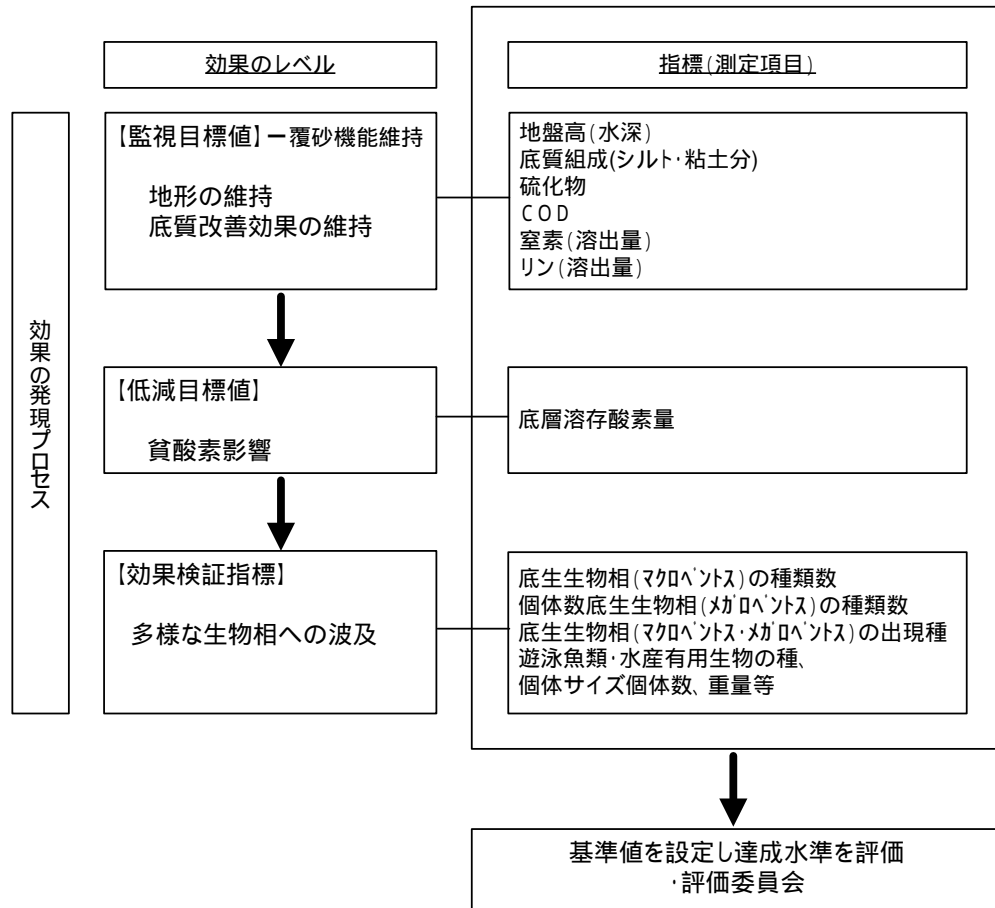 効果のレベル
指標(測定項目)
効果の発現プロセス
【監視目標値】ー覆砂機能維持
地形の維持
底質改善効果の維持
地盤高(水深)
底質組成(シルト・粘土分)
硫化物
COD
窒素(溶出量)
リン(溶出量)
【低減目標値】
貧酸素影響
底層溶存酸素量
【効果検証指標】
多様な生物相への波及
底生生物相(マクロベントス)の種類数
個体数底生生物相(メガロベントス)の種類数
底生生物相(マクロベントス・メガロベントス)の出現種
遊泳魚類・水産有用生物の種、
個体サイズ個体数、重量等
基準値を設定し達成水準を評価
・評価委員会